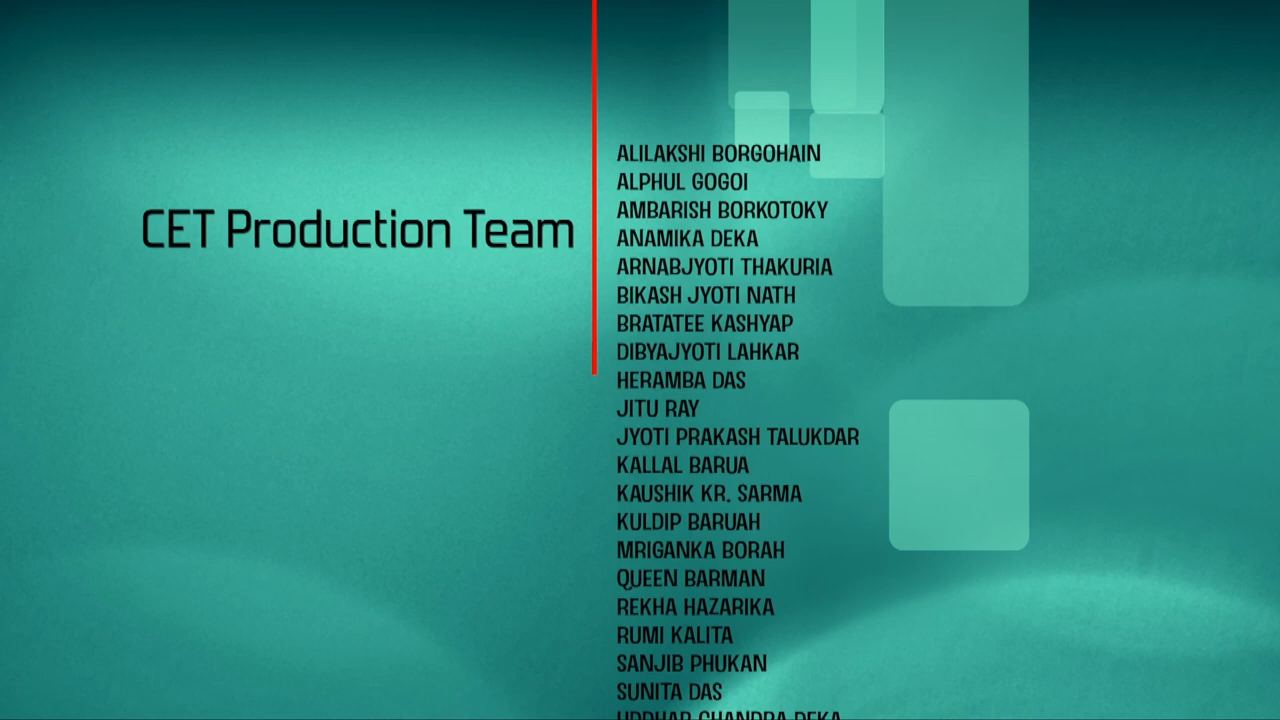 CET Production Team
ALILAKSHI BORGOHAIN
ALPHUL GOGOI
AMBARISH BORKOTOKY
ANAMIKA DEKA
ARNABJYOTI THAKURIA
BIKASH JYOTI NATH
BRATATEE KASHYAP
DIBYAJYOTI LAHKAR
HERAMBA DAS
JITU RAY
JYOTI PRAKASH TALUKDAR
KALLAL BARUA
KAUSHIK KR. SARMA
KULDIP BARUAH
MRIGANKA BORAH
QUEEN BARMAN
REKHA HAZARIKA
RUMI KALITA
SANJIB PHUKAN
SUNITA DAS
CHANDRA DEKA